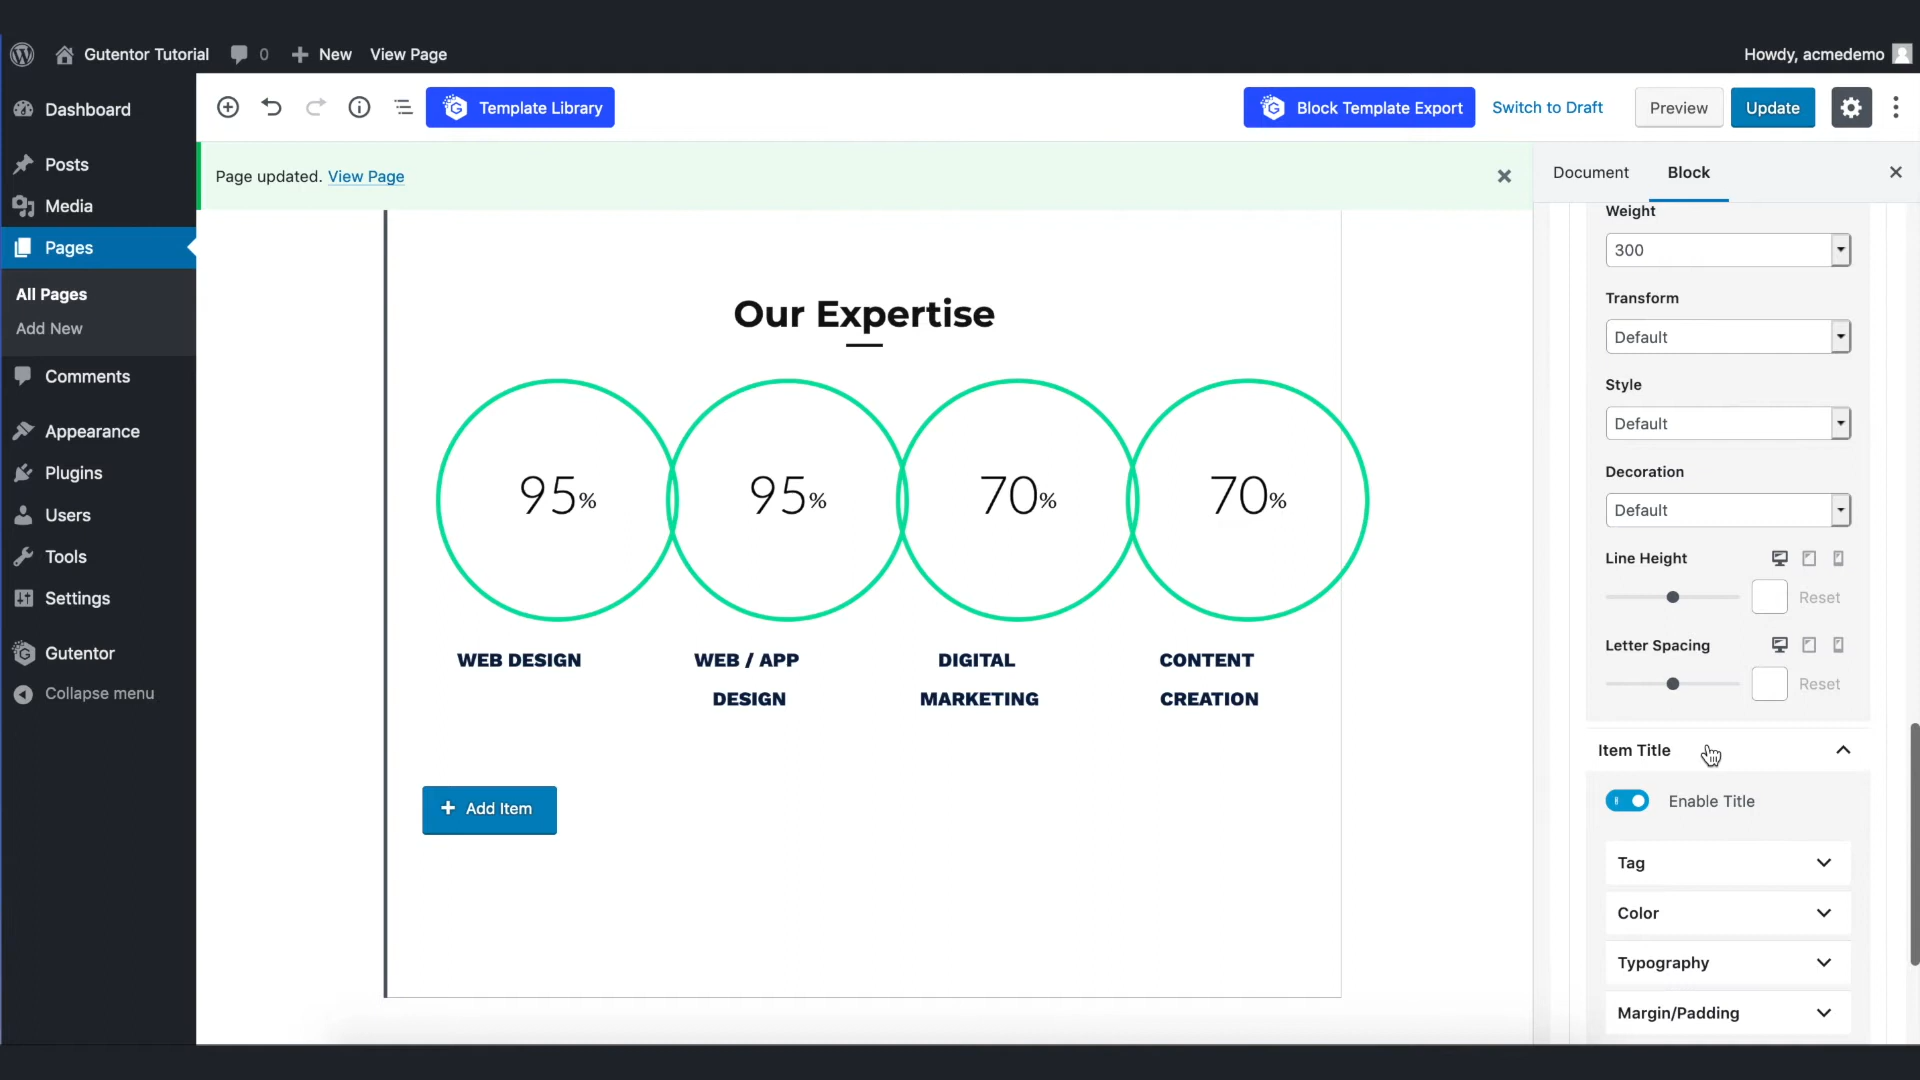 Gutentor Tutorial 0 New View Page Howdy, acmedemo
Dashboard
Posts
Media
Pages
All Pages
Add New
Comments
Appearance
Plugins
Users
Tools
Settings
Gutentor
Collapse menu
Template Library Block Template Export Switch to Draft Preview Update
Page updated. View Page
Our Expertise
95% 95% 70% 70%
WEB DESIGN
WEB / APP
DESIGN
DIGITAL
MARKETING
CONTENT
CREATION
Add Item
Document Block
Weight
300
Transform
Default
Style
Default
Decoration
Default
Line Height
Reset
Letter Spacing
Reset
Item Title
Enable Title
Tag
Color
Typography
Margin/Padding